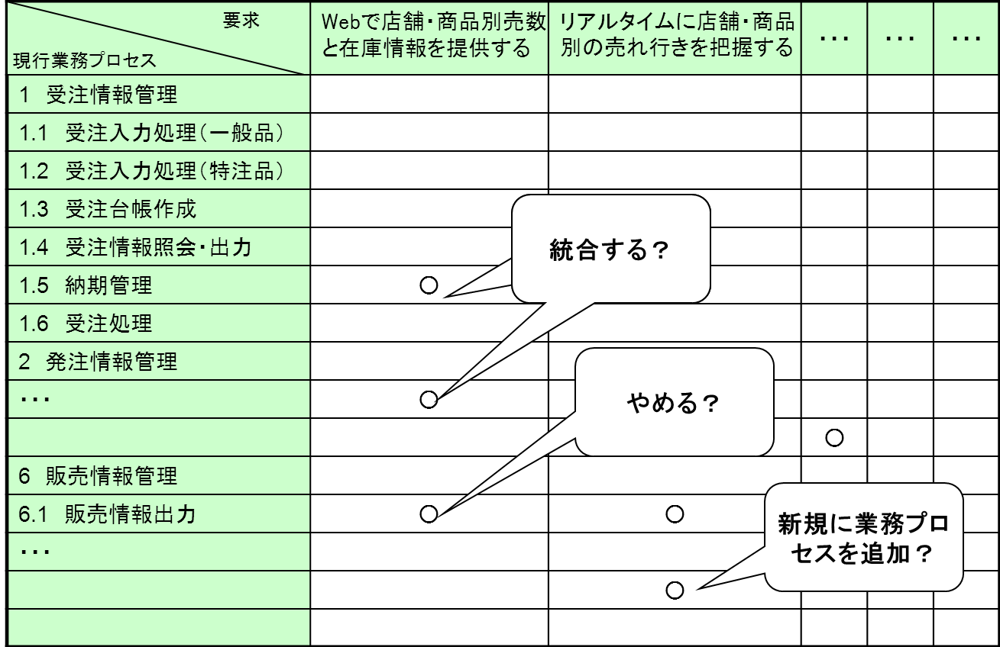 要求
現行業務プロセス
Webで店舗・商品別売数
と在庫情報を提供する
リアルタイムに店舗・商品
別の売れ行きを把握する
・・・
・・・
・・・
1 受注情報管理
1.1 受注入力処理（一般品）
1.2 受注入力処理（特注品）
1.3 受注台帳作成
1.4 受注情報照会・出力
統合する？
1.5 納期管理
○
1.6 受注処理
2 発注情報管理
・・・
○
やめる？
○
6 販売情報管理
6.1 販売情報出力
○
○
新規に業務プロ
セスを追加？
・・・
○